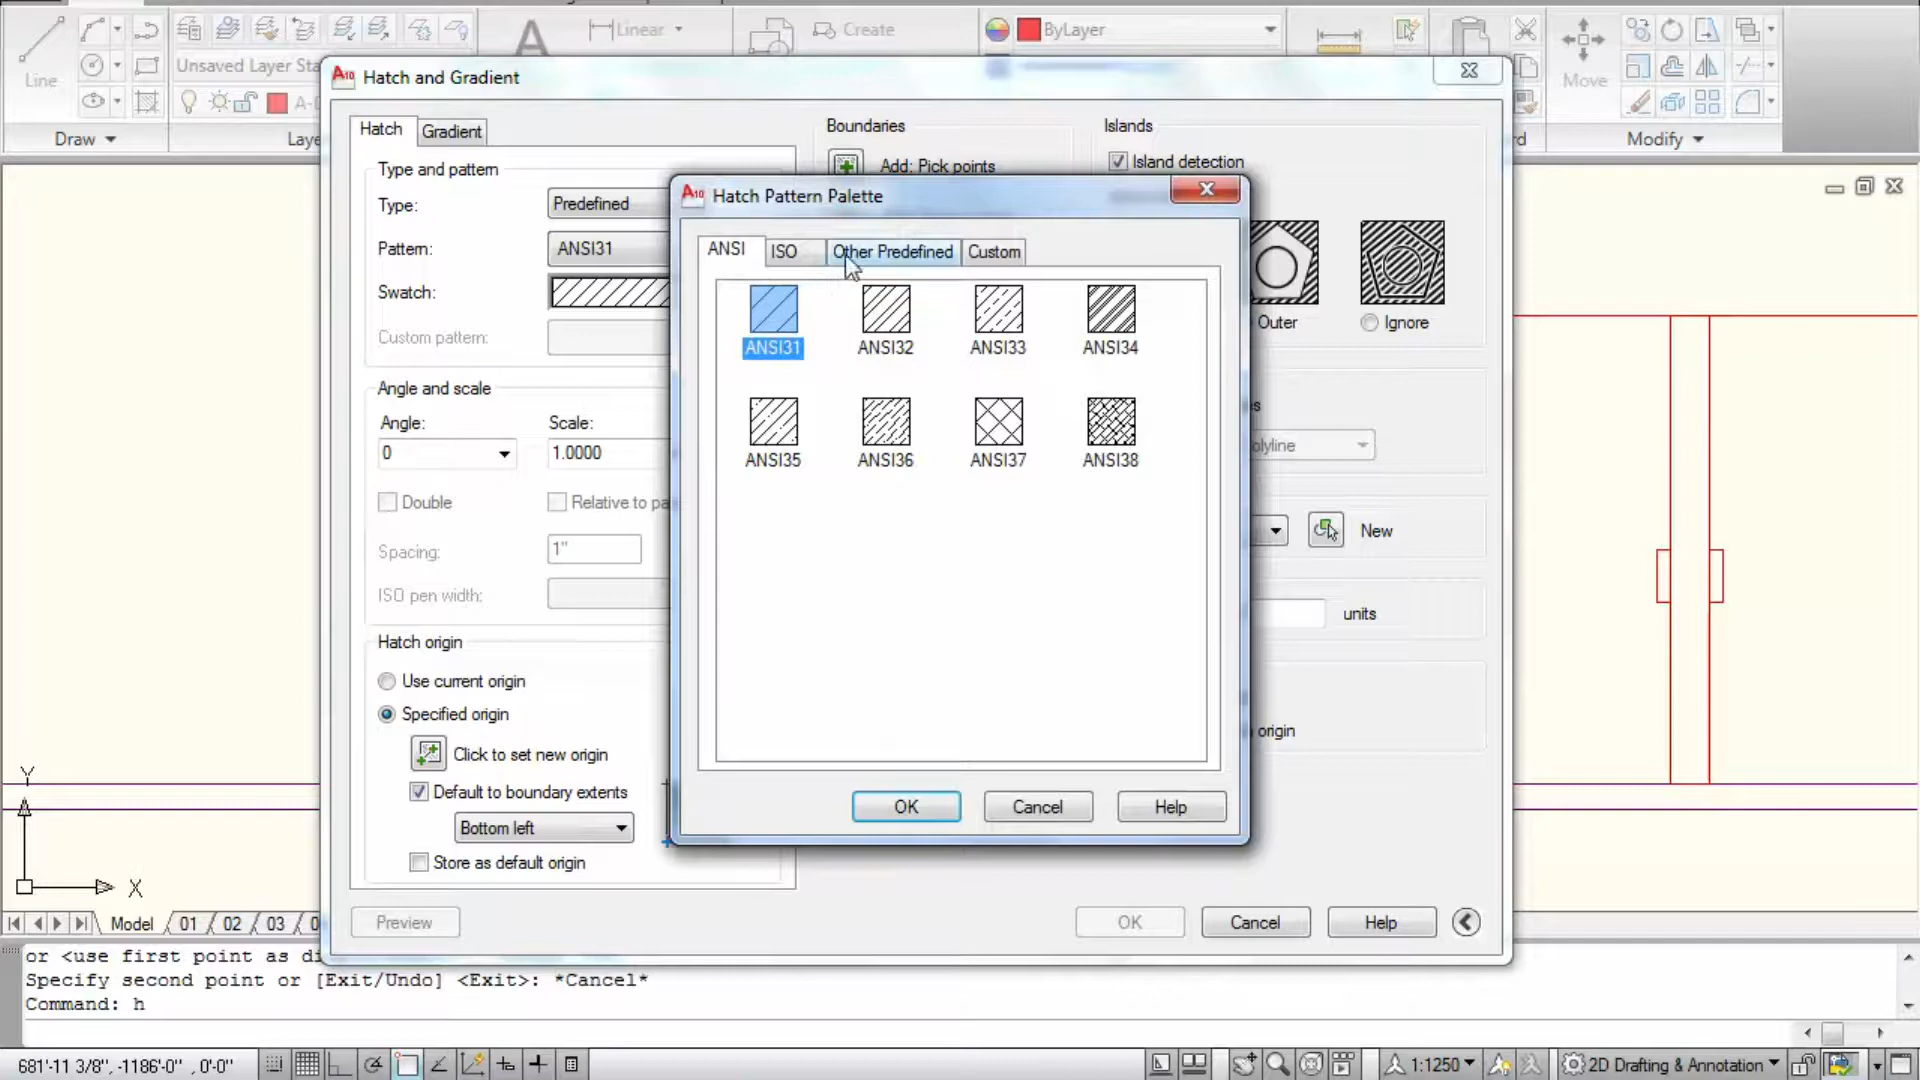 Linear
Create
ByLayer
Line
Unsaved Layer Sta
Move
Draw
Laye
Modify
Hatch and Gradient
Hatch
Gradient
Type and pattern
Type:
Predefined
Pattern:
ANSI31
Swatch:
Custom pattern:
Angle and scale
Angle:
Scale:
0
1.0000
Double
Relative to pa
Spacing:
1"
ISO pen width:
Hatch origin
Use current origin
Specified origin
Click to set new origin
Default to boundary extents
Bottom left
Store as default origin
Preview
Boundaries
Add: Pick points
Islands
Island detection
Outer
Ignore
olyline
New
units
origin
OK
Cancel
Help
Hatch Pattern Palette
ANSI
ISO
Other Predefined
Custom
ANSI31
ANSI32
ANSI33
ANSI34
ANSI35
ANSI36
ANSI37
ANSI38
OK
Cancel
Help
Y
X
Model
01
02
03
or <use first point as di
Specify second point or [Exit/Undo] <Exit>: *Cancel*
Command: h
681'-11 3/8", -1186'-0" , 0'-0"
1:1250
2D Drafting & Annotation